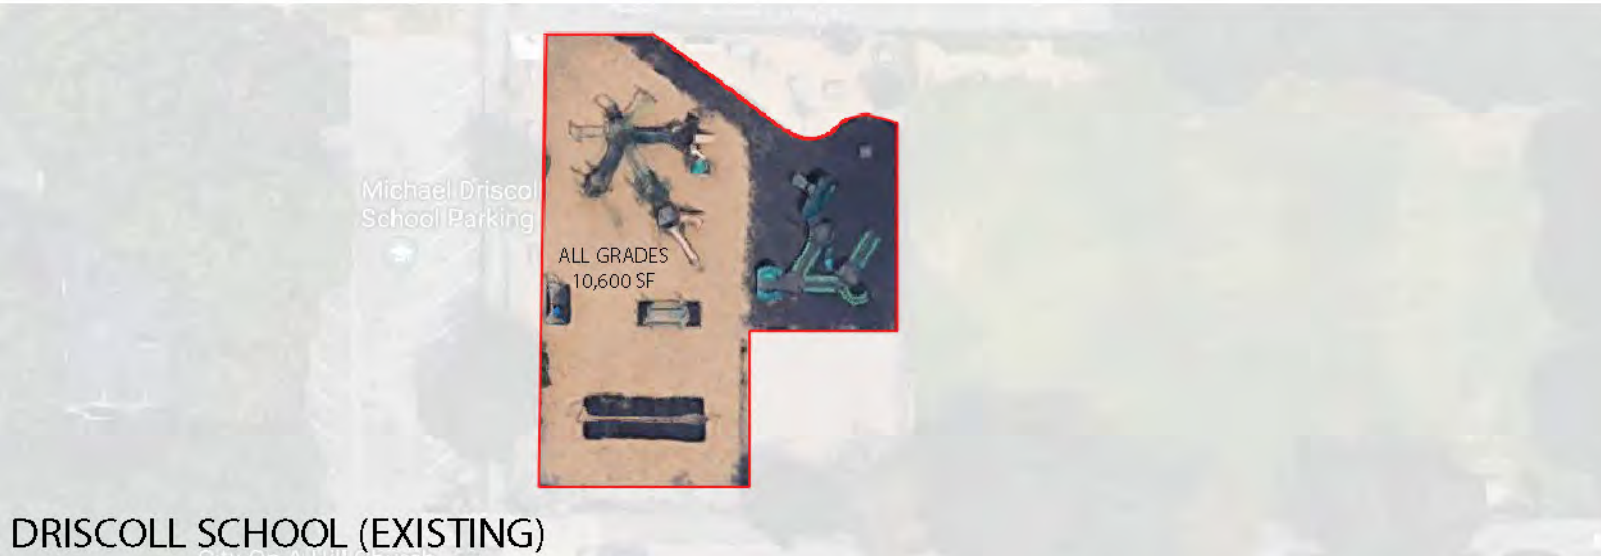 Michael Driscol
School Parking
ALL GRADES
10,600 SF
DRISCOLL SCHOOL (EXISTING)